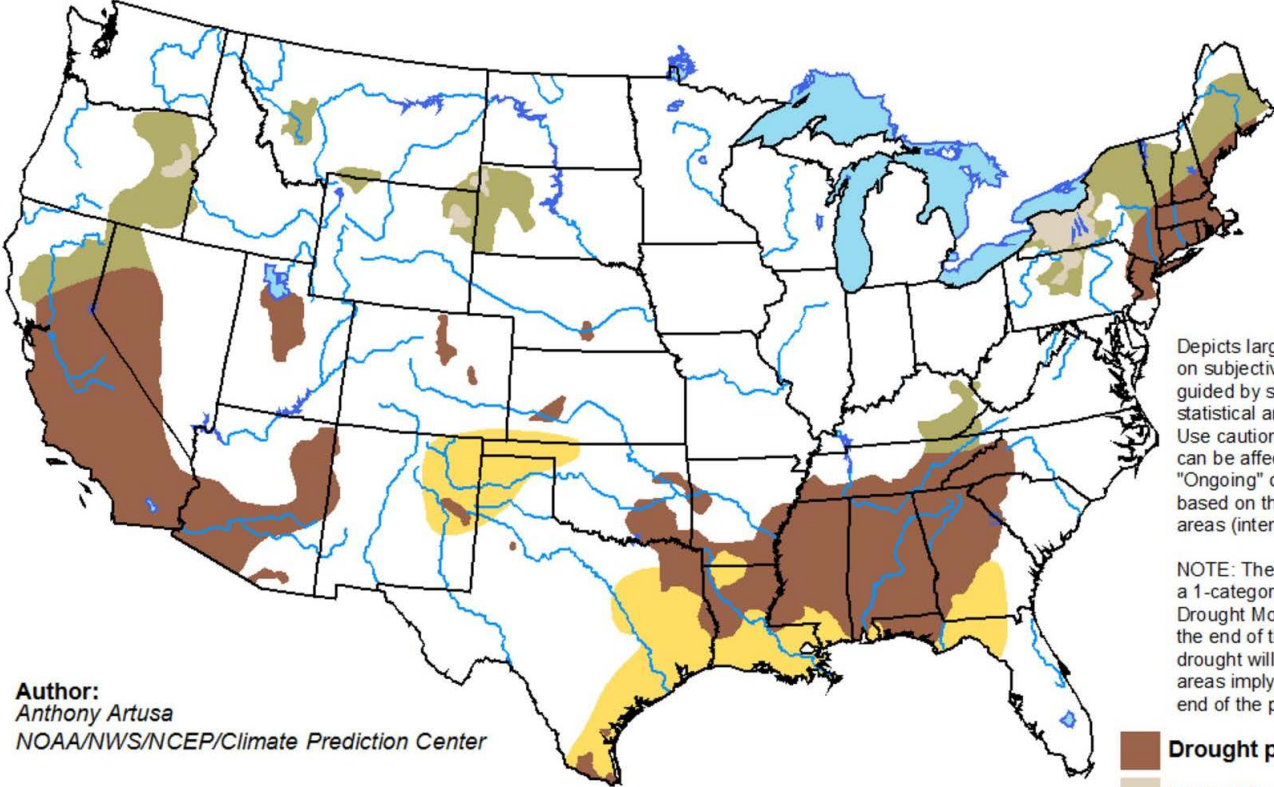 Depicts larg
on subjectiv
guided by s
statistical ar
Use caution
can be affec
"Ongoing" d
based on th
areas (inter
NOTE: The
a 1-categor
Drought Mo
the end of t
drought will
areas imply
end of the p
Author:
Anthony Artusa
NOAA/NWS/NCEP/Climate Prediction Center
Drought p